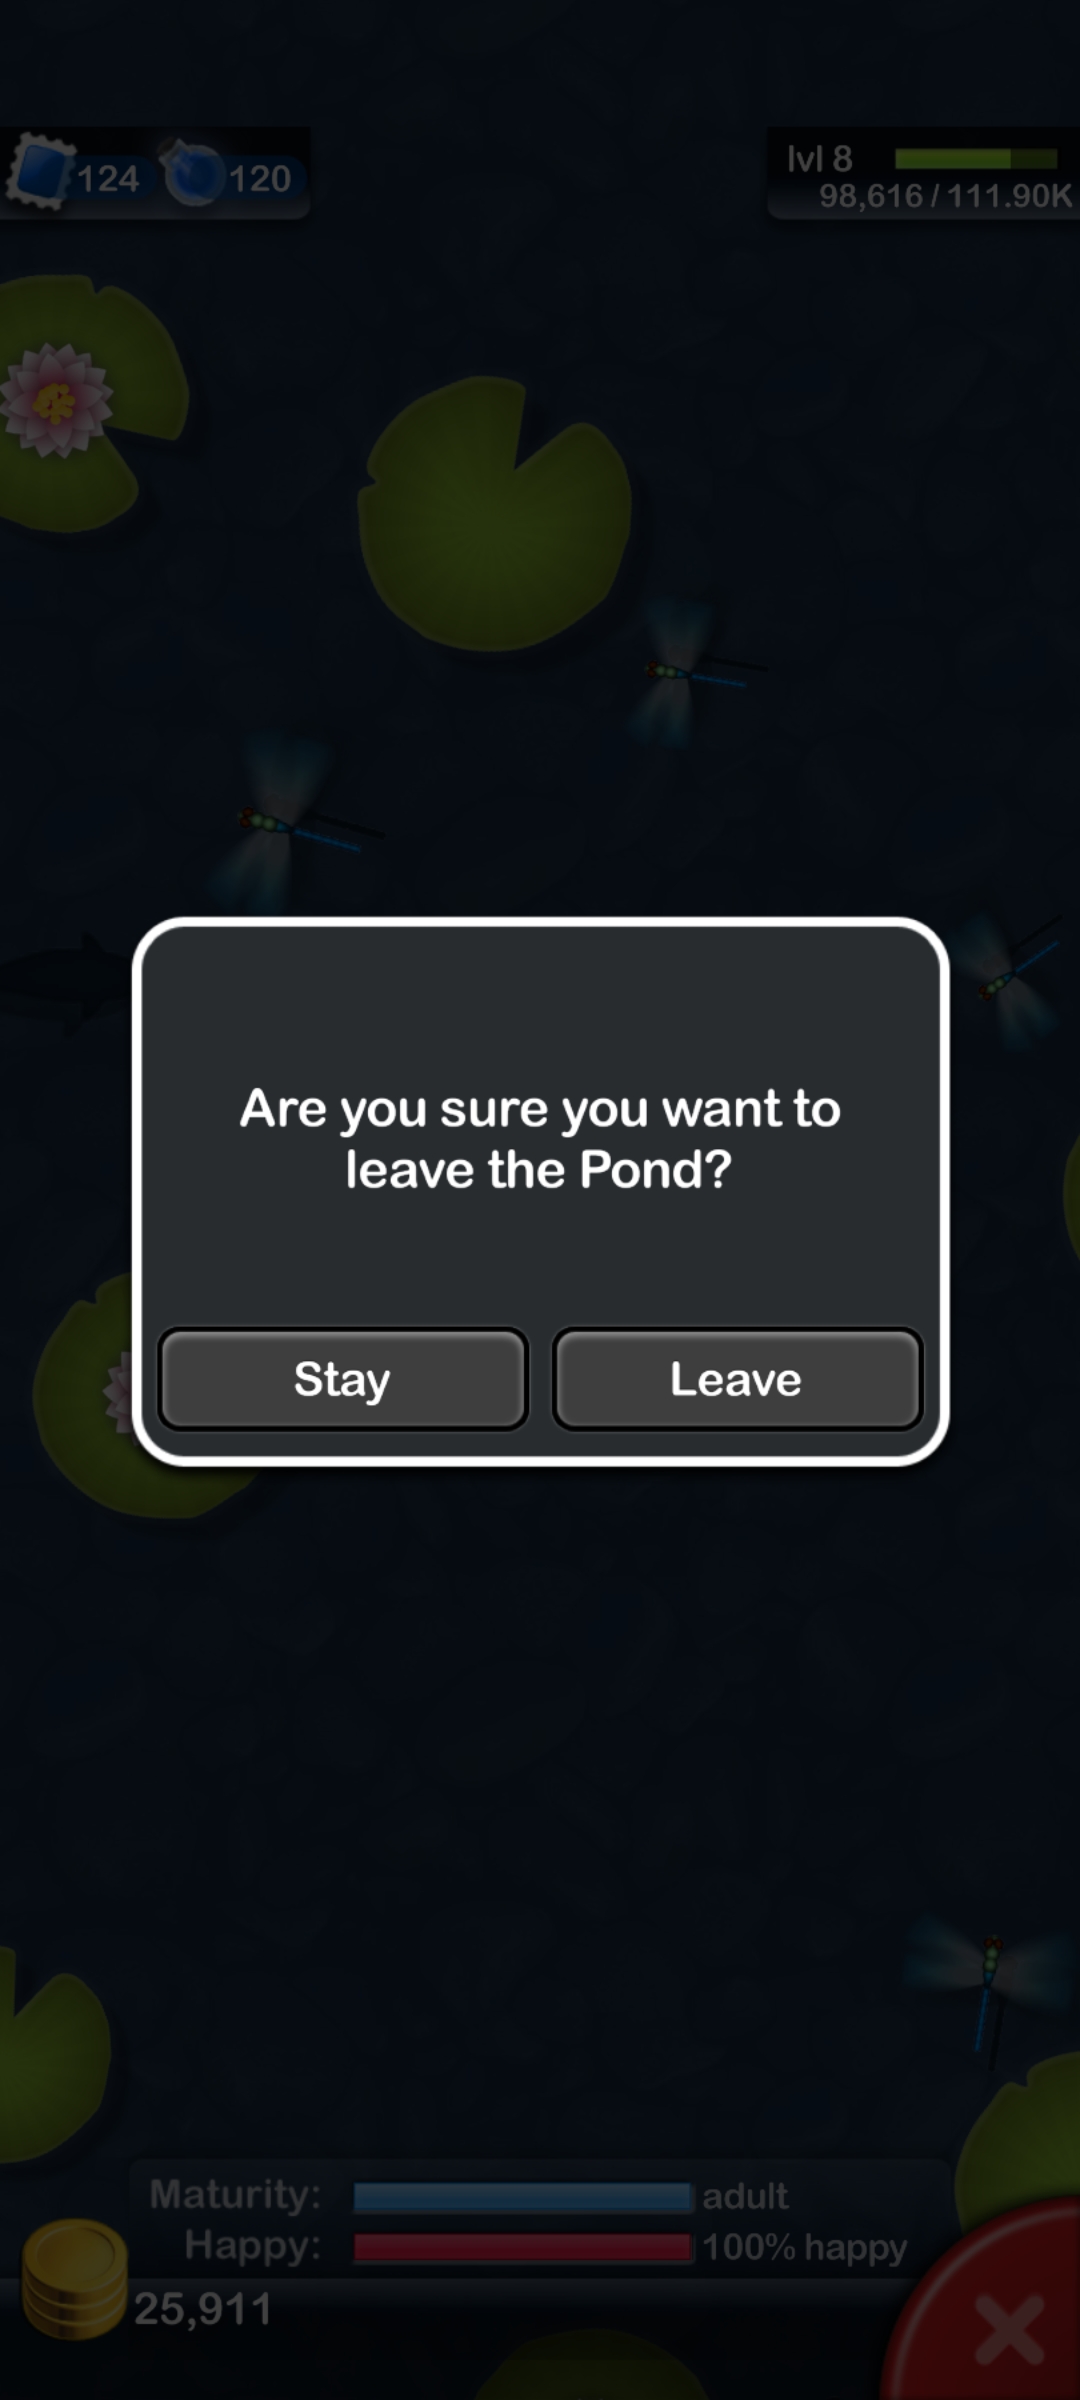 124 120
lvl 8
98,616 / 111.90K
Are you sure you want to
leave the Pond?
Stay Leave
Maturity: adult
Happy: 100% happy
25,911